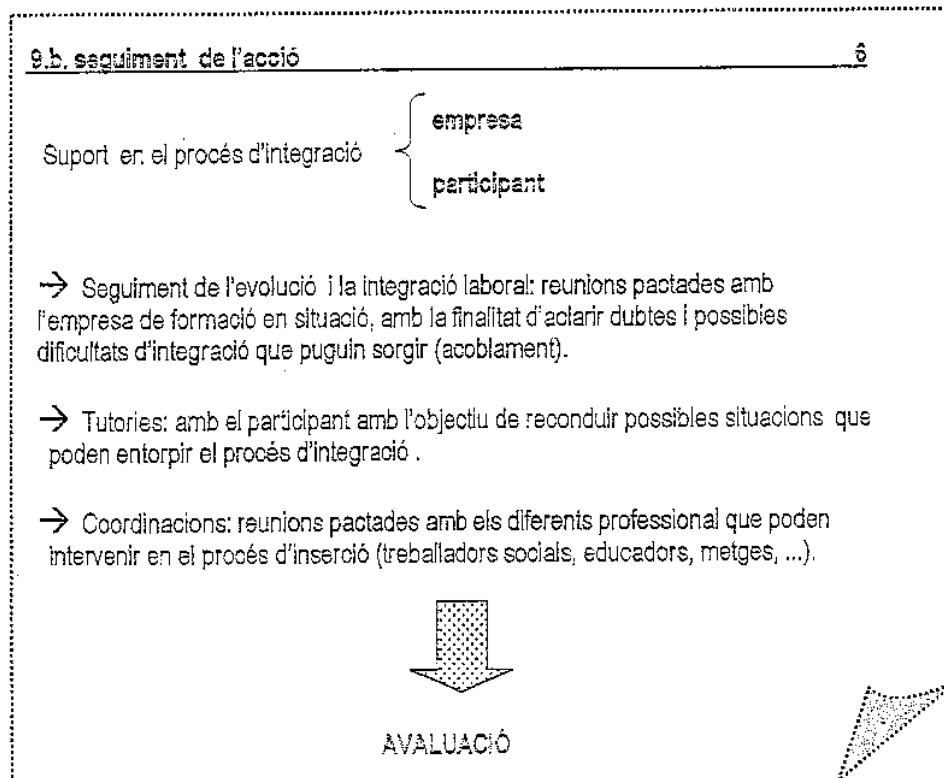 9.b. seguiment de l'acció 6
empresa
Suport en el procés d'integració
participant
→ Seguiment de l'evolució i la integració laboral: reunions pactades amb
l'empresa de formació en situació, amb la finalitat d'aclarir dubtes i possibles
dificultats d'integració que puguin sorgir (acoblament).
→ Tutories: amb el participant amb l'objectiu de reconduir possibles situacions que
poden entorpir el procés d'integració .
→ Coordinacions: reunions pactades amb els diferents professional que poden
intervenir en el procés d'inserció (treballadors socials, educadors, metges, ...).
AVALUACIÓ